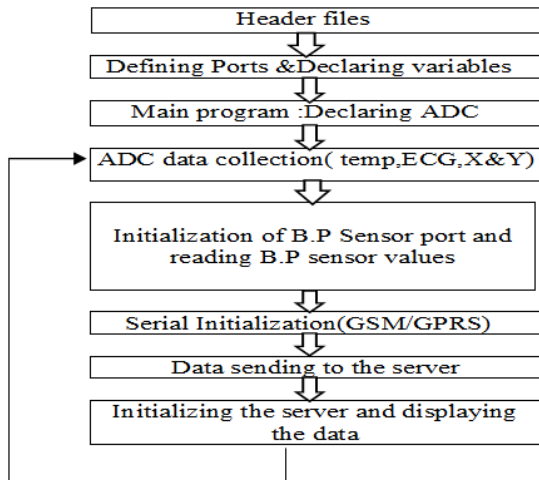 Header files
Defining Ports &Declaring variables
Main program :Declaring ADC
ADC data collection( temp,ECG,X&Y)
Initialization of B.P Sensor port and
reading B.P sensor values
Serial Initialization(GSM/GPRS)
Data sending to the server
Initializing the server and displaying
the data